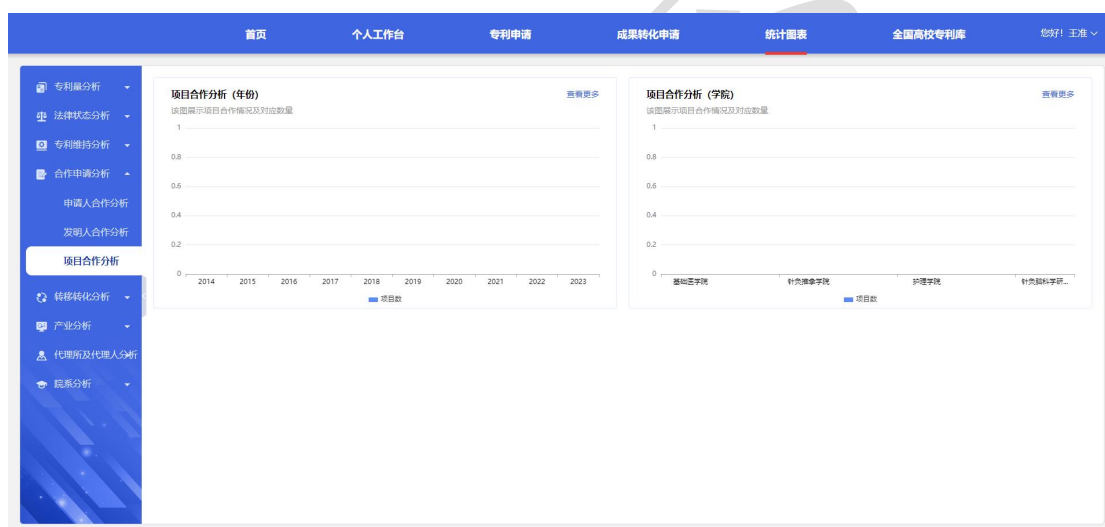 首页 个人工作台 专利申请 成果转化申请 统计图表 全国高校专利库 您好! 王准
专利量分析
法律状态分析
专利维持分析
合作申请分析
申请人合作分析
发明人合作分析
项目合作分析
转移转化分析
产业分析
代理所及代理人分析
院系分析
项目合作分析 (年份) 查看更多
该图展示项目合作情况及对应数量
1
0.8
0.6
0.4
0.2
0
2014 2015 2016 2017 2018 2019 2020 2021 2022 2023
项目数
项目合作分析 (学院) 查看更多
该图展示项目合作情况及对应数量
1
0.8
0.6
0.4
0.2
0
基础医学院 针灸推拿学院 护理学院 针灸脑科学研...
项目数